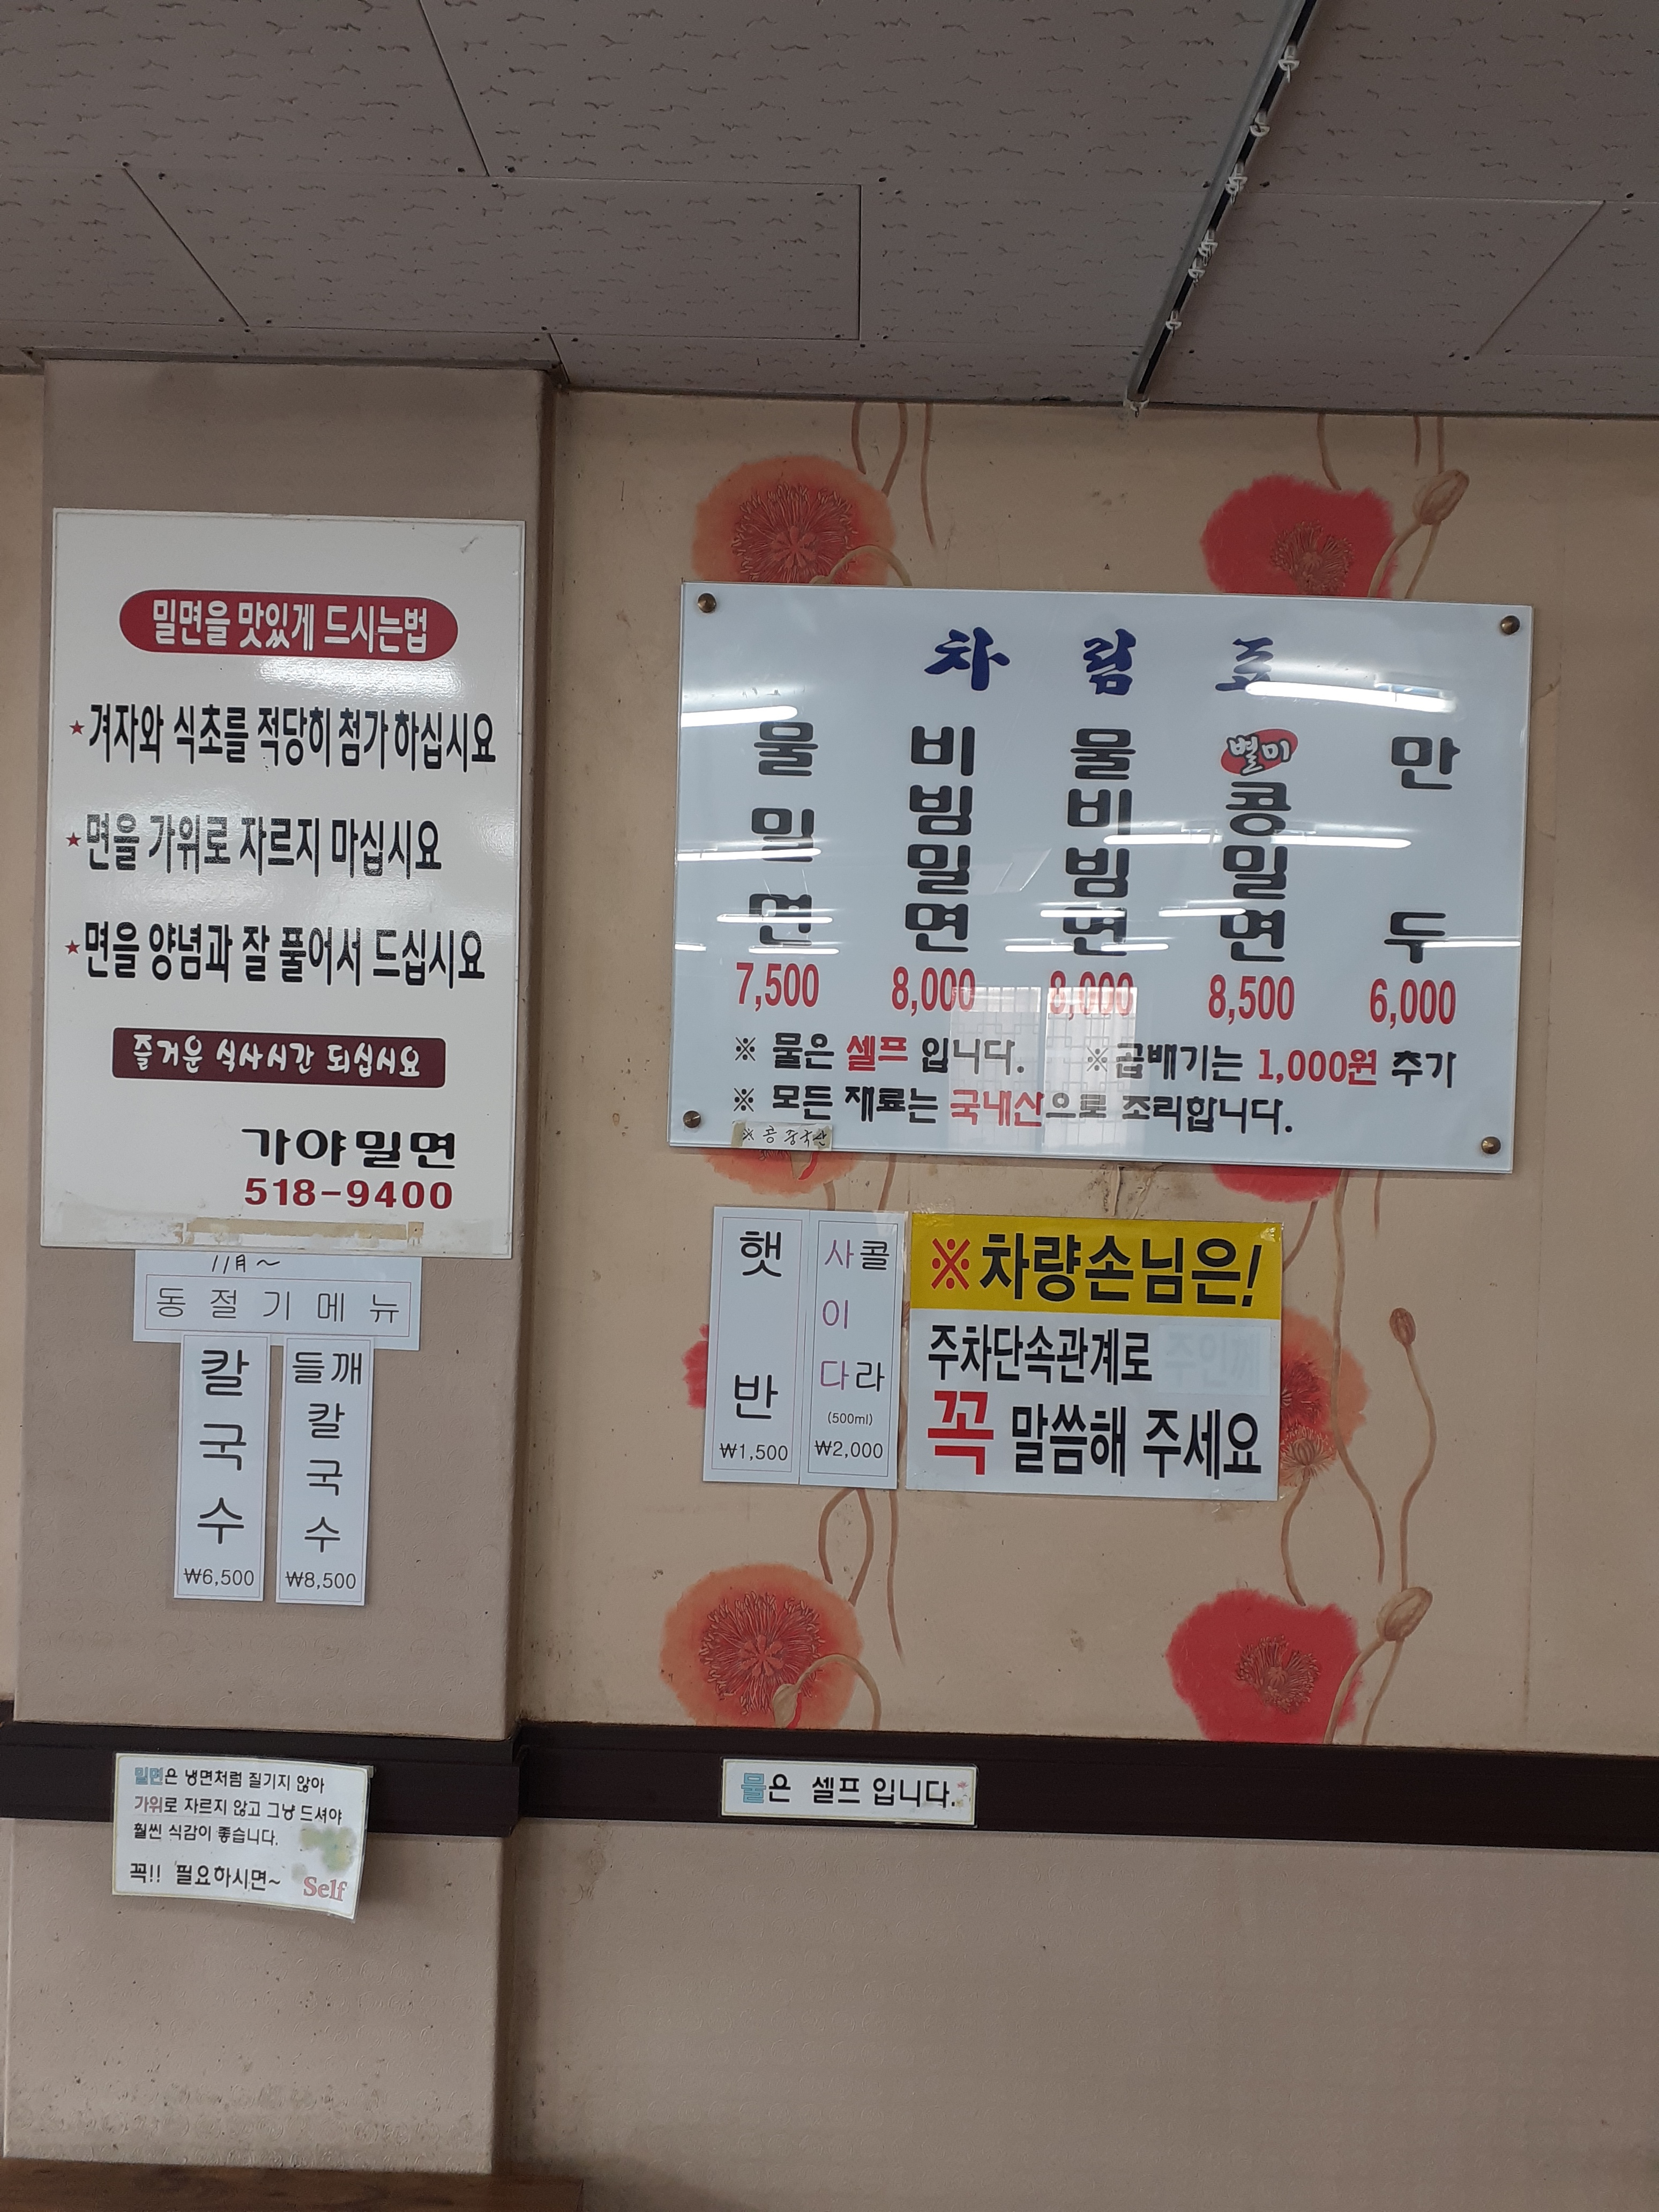 밀면을 맛있게 드시는법
★겨자와 식초를 적당히 첨가 하십시요
★면을 가위로 자르지 마십시요
★면을 양념과 잘 풀어서 드십시요
즐거운 식사시간 되십시요
가야밀면
518-9400
11月~
동절기메뉴
칼국수
₩6,500
들깨칼국수
₩8,500
밀면은 냉면처럼 질기지 않아
가위로 자르지 않고 그냥 드셔야
훨씬 식감이 좋습니다.
꼭!! 필요하시면~ Self
차림표
물밀면
7,500
비빔밀면
8,000
물비빔면
8,000
별미
콩밀면
8,500
만두
6,000
※ 물은 셀프 입니다. ※곱배기는 1,000원 추가
※ 모든 재료는 국내산으로 조리합니다.
※ 콩 중국산
햇반
₩1,500
사이다
콜라
(500ml)
₩2,000
※차량손님은!
주차단속관계로 주인께
꼭 말씀해 주세요
물은 셀프 입니다.